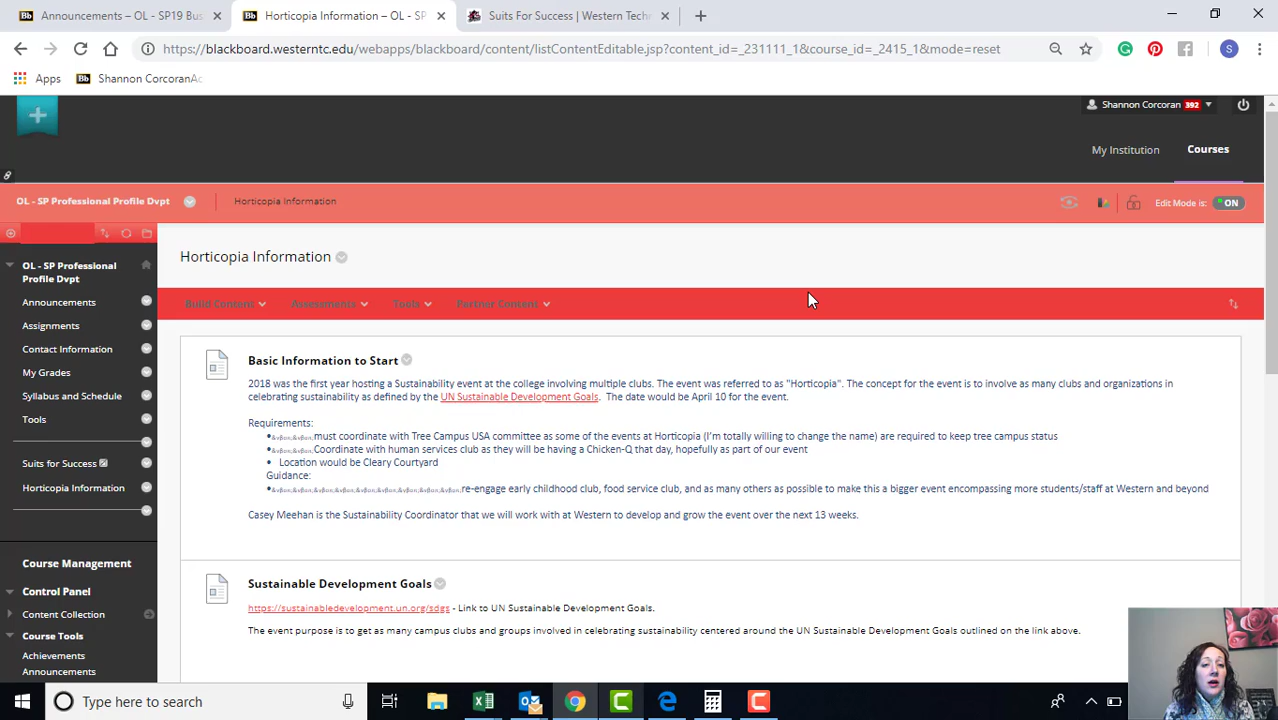 Announcements – OL - SP19 Bus
Horticopia Information – OL - SP
Suits For Success | Western Tech
https://blackboard.westerntc.edu/webapps/blackboard/content/listContentEditable.jsp?content_id=_231111_1&course_id=_2415_1&mode=reset
S
Apps
Shannon CorcoranAc
Shannon Corcoran 392
My Institution
Courses
OL - SP Professional Profile Dvpt
Horticopia Information
Edit Mode is: ON
Horticopia Information
OL - SP Professional
Profile Dvpt
Announcements
Assignments
Contact Information
My Grades
Syllabus and Schedule
Tools
Suits for Success
Horticopia Information
Course Management
Control Panel
Content Collection
Course Tools
Achievements
Announcements
Build Content
Assessments
Tools
Partner Content
Basic Information to Start
2018 was the first year hosting a Sustainability event at the college involving multiple clubs. The event was referred to as "Horticopia". The concept for the event is to involve as many clubs and organizations in
celebrating sustainability as defined by the UN Sustainable Development Goals. The date would be April 10 for the event.
Requirements:
must coordinate with Tree Campus USA committee as some of the events at Horticopia (I'm totally willing to change the name) are required to keep tree campus status
Coordinate with human services club as they will be having a Chicken-Q that day, hopefully as part of our event
• Location would be Cleary Courtyard
Guidance:
re-engage early childhood club, food service club, and as many others as possible to make this a bigger event encompassing more students/staff at Western and beyond
Casey Meehan is the Sustainability Coordinator that we will work with at Western to develop and grow the event over the next 13 weeks.
Sustainable Development Goals
https://sustainabledevelopment.un.org/sdgs - Link to UN Sustainable Development Goals.
The event purpose is to get as many campus clubs and groups involved in celebrating sustainability centered around the UN Sustainable Development Goals outlined on the link above.
Type here to search